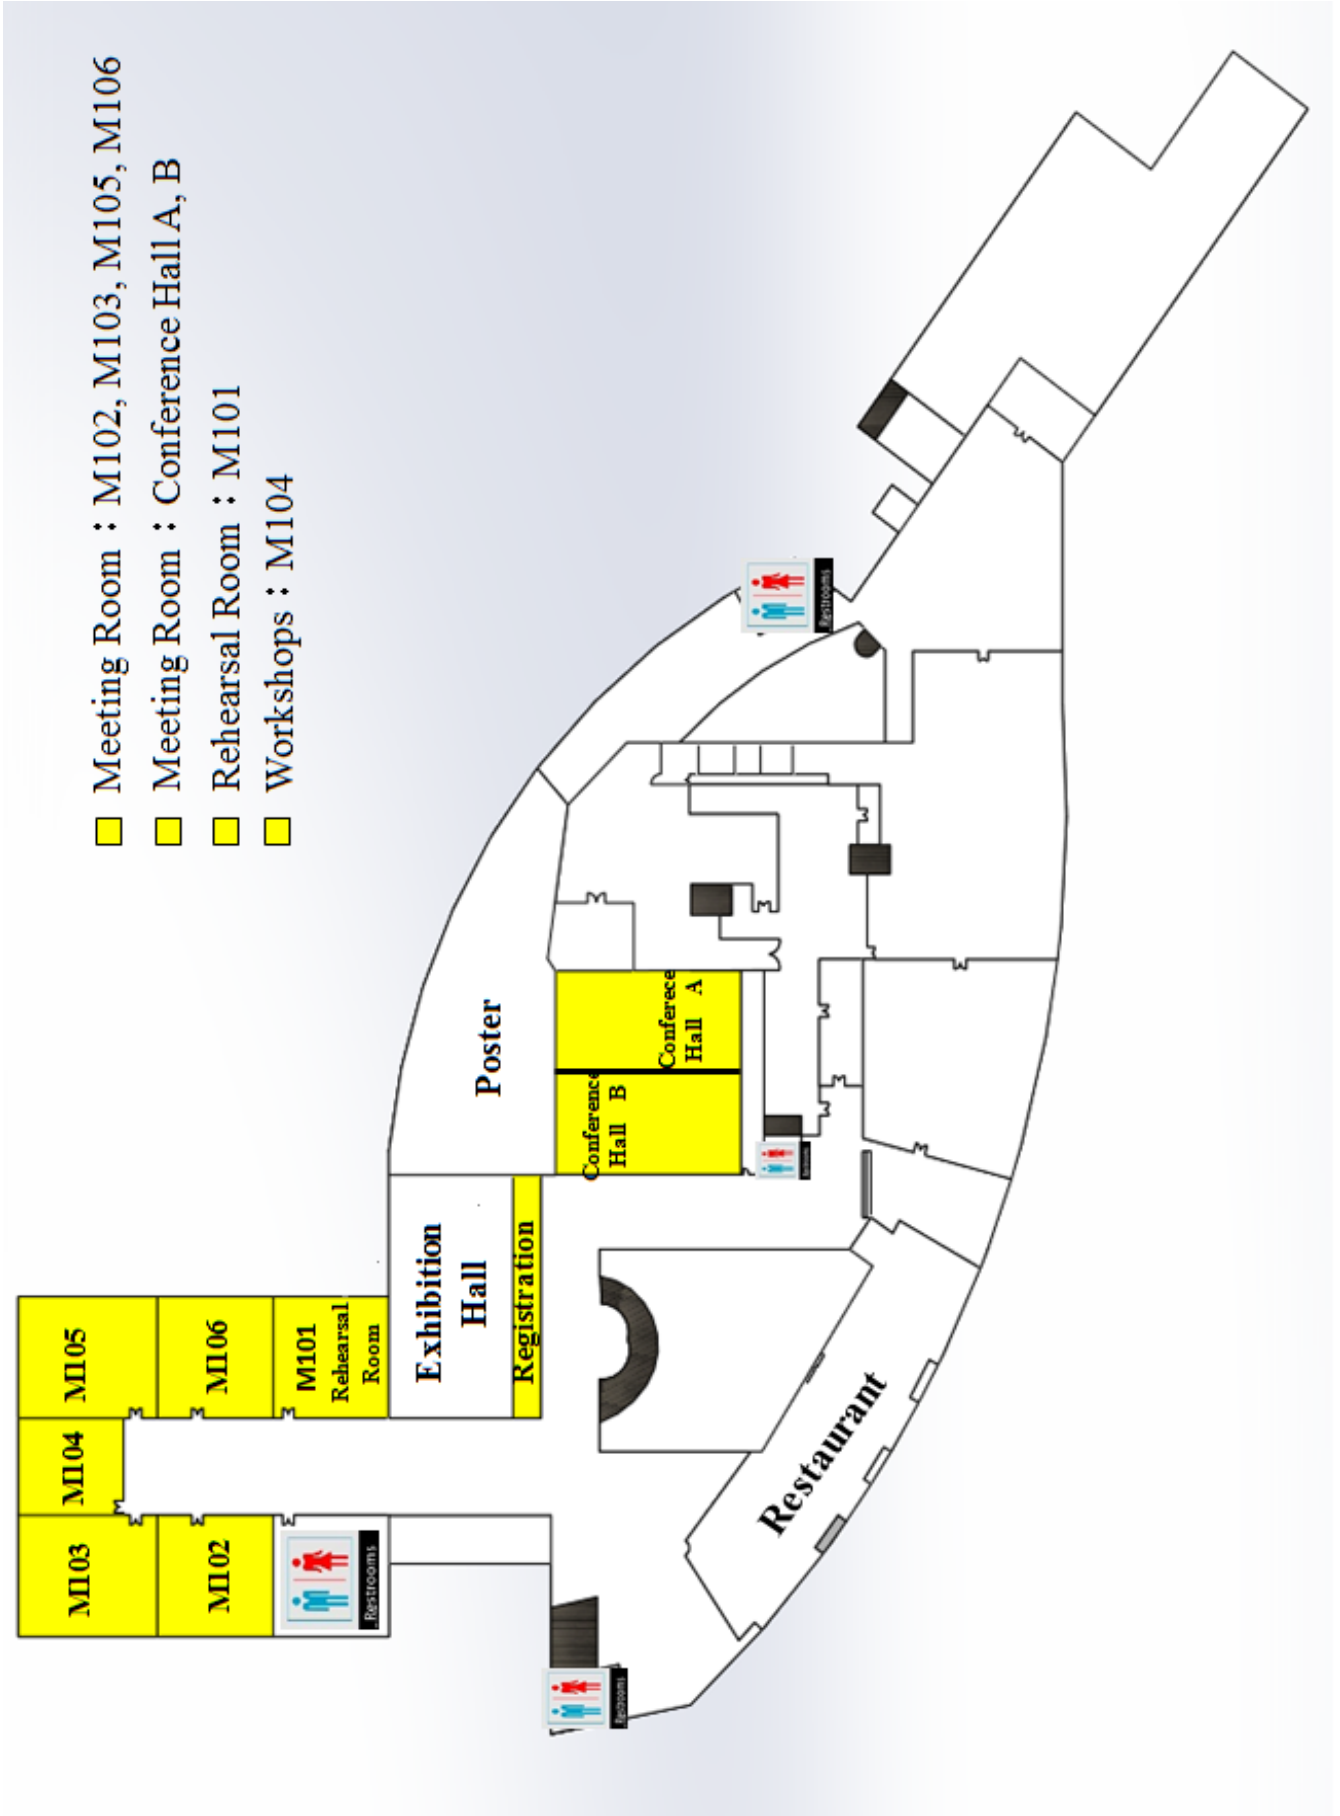 Meeting Room：M102, M103, M105, M106
Meeting Room：Conference Hall A, B
Rehearsal Room：M101
Workshops：M104
M103
M104
M105
M102
M106
M101
Rehearsal
Room
Restrooms
Exhibition
Hall
Registration
Poster
Conference
Hall B
Conferece
Hall A
Restrooms
Restrooms
Restrooms
Restaurant